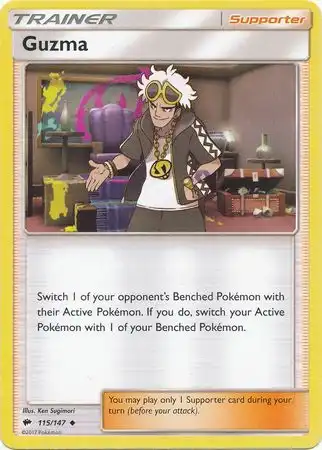 TRAINER Supporter
Guzma
Switch 1 of your opponent's Benched Pokémon with
their Active Pokémon. If you do, switch your Active
Pokémon with 1 of your Benched Pokémon.
Illus. Ken Sugimori
115/147
©2017 Pokémon
You may play only 1 Supporter card during your
turn (before your attack).